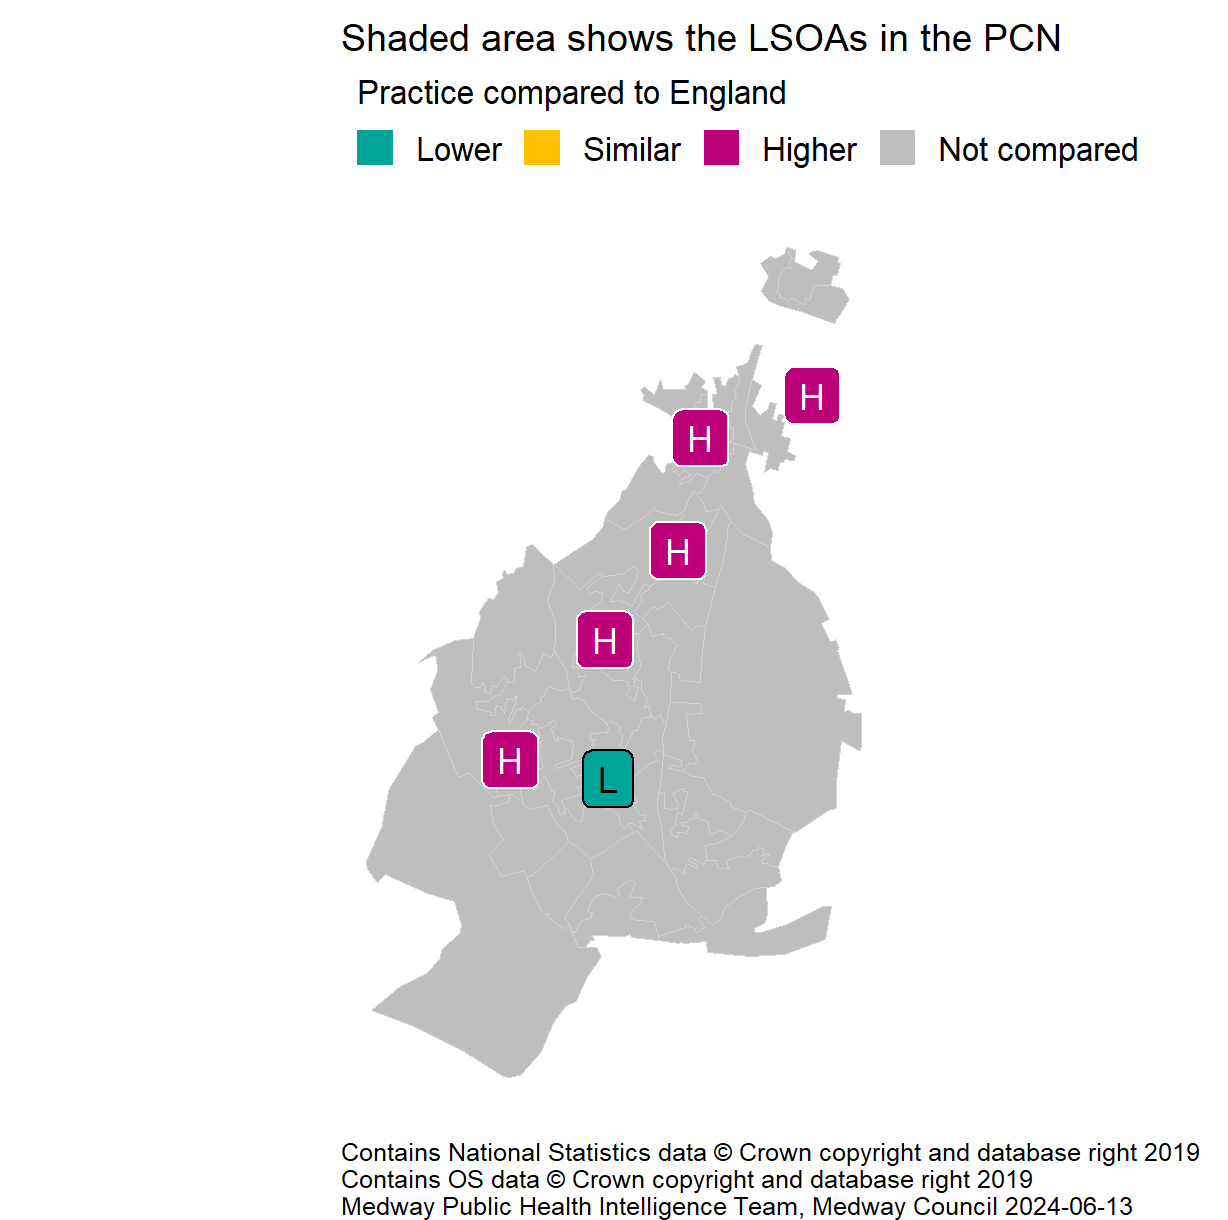 Shaded area shows the LSOAs in the PCN
Practice compared to England
Lower Similar Higher Not compared
H
H
H
H
H
L
Contains National Statistics data © Crown copyright and database right 2019
Contains OS data © Crown copyright and database right 2019
Medway Public Health Intelligence Team, Medway Council 2024-06-13